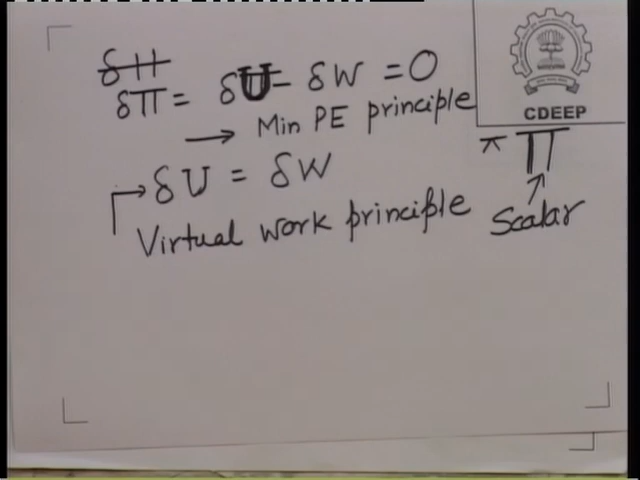 δΠ = δU - δW = 0
→ Min PE principle
→ δU = δW
Virtual work principle
π Π
↑
Scalar
CDEEP